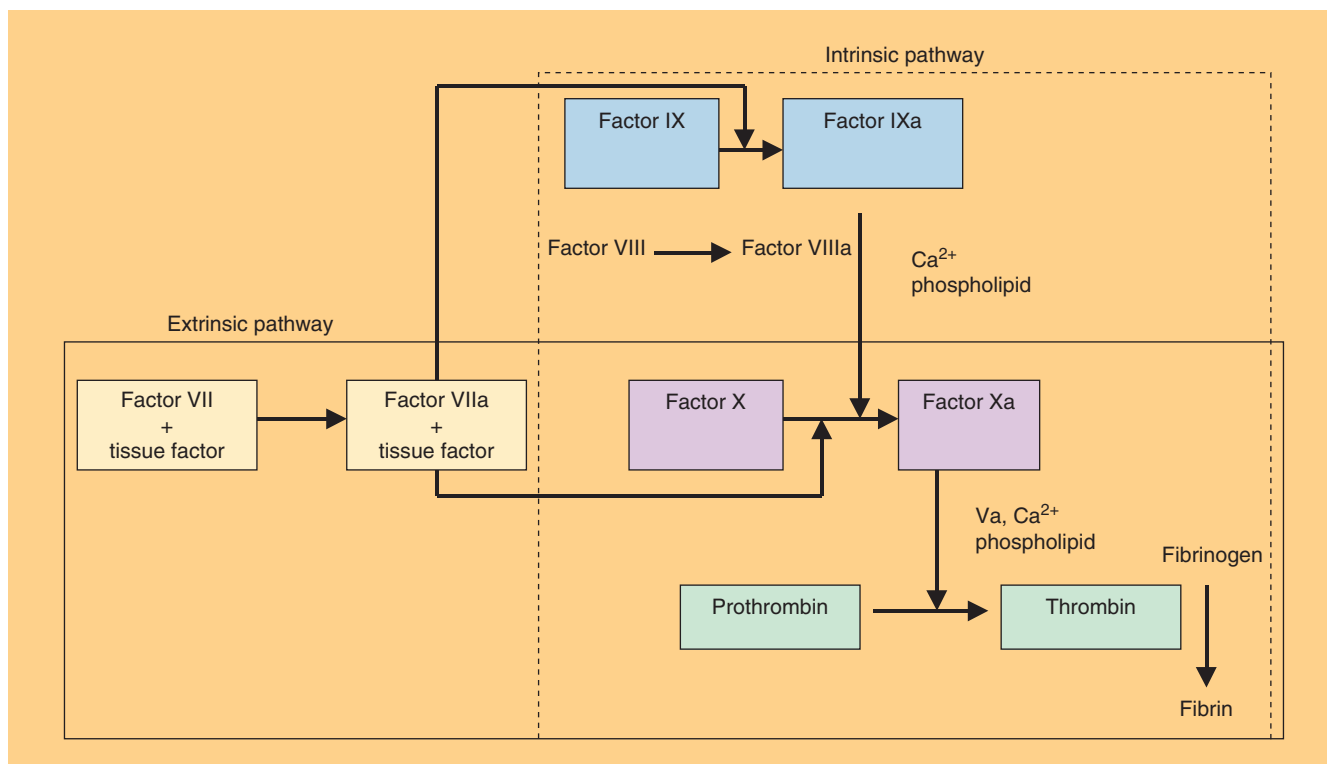 Intrinsic pathway
Factor IX
Factor IXa
Factor VIII
Factor VIIIa
Ca²⁺
phospholipid
Extrinsic pathway
Factor VII
+
tissue factor
Factor VIIa
+
tissue factor
Factor X
Factor Xa
Va, Ca²⁺
phospholipid
Fibrinogen
Prothrombin
Thrombin
Fibrin